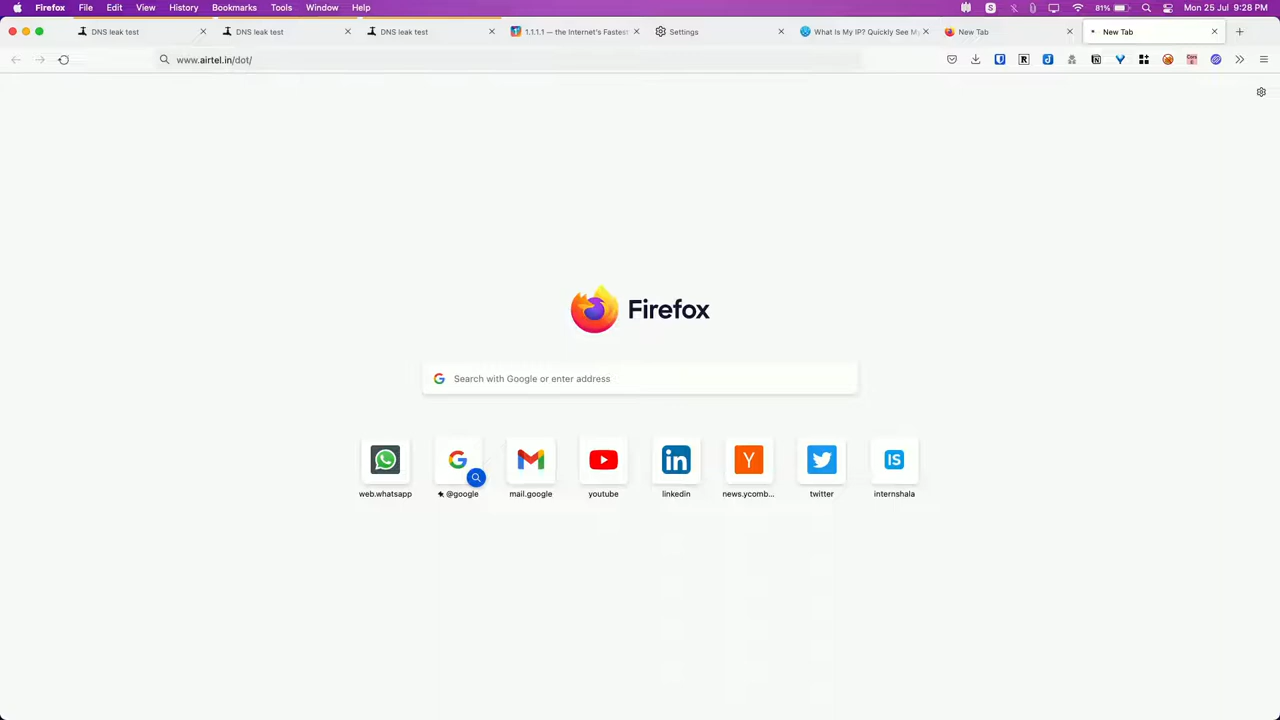 Firefox File Edit View History Bookmarks Tools Window Help 81% Mon 25 Jul 9:28 PM
DNS leak test DNS leak test DNS leak test 1.1.1.1 — the Internet's Fastest Settings What Is My IP? Quickly See My New Tab New Tab
www.airtel.in/dot/
Firefox
Search with Google or enter address
web.whatsapp @google mail.google youtube linkedin news.ycomb... twitter internshala